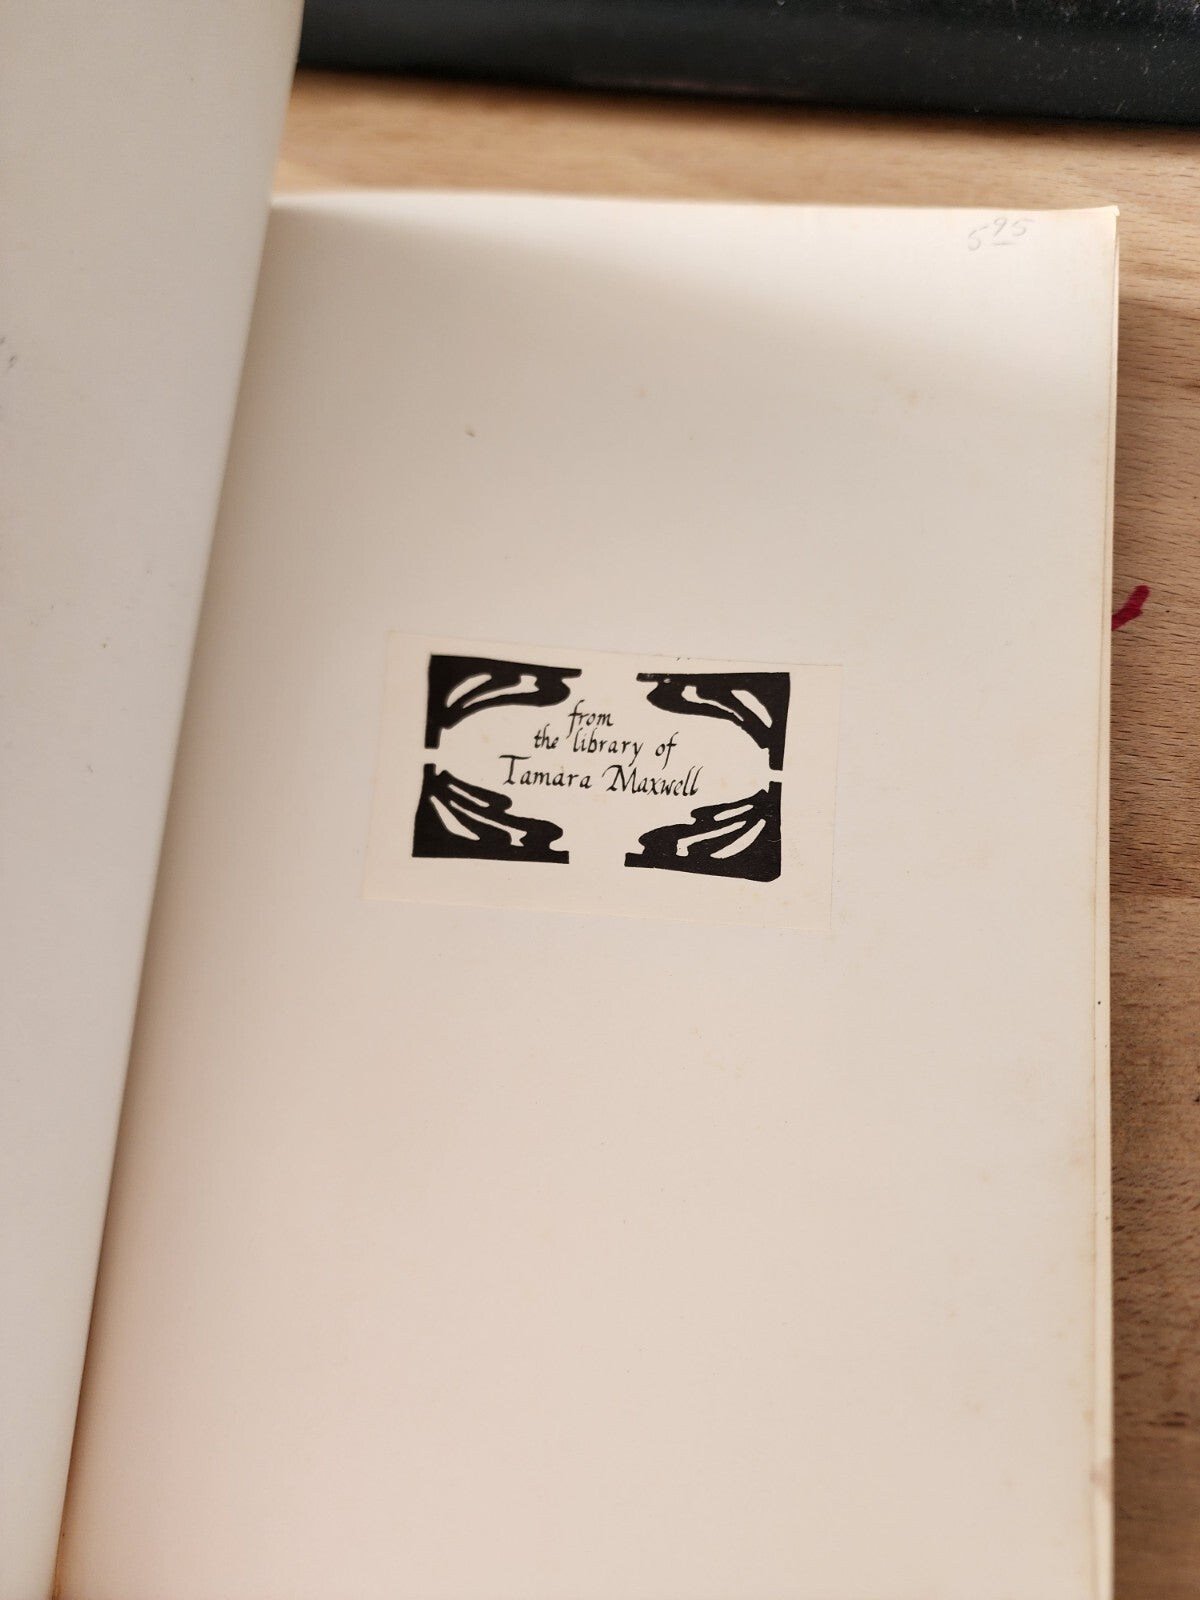 5 95
from
the library of
Tamara Maxwell